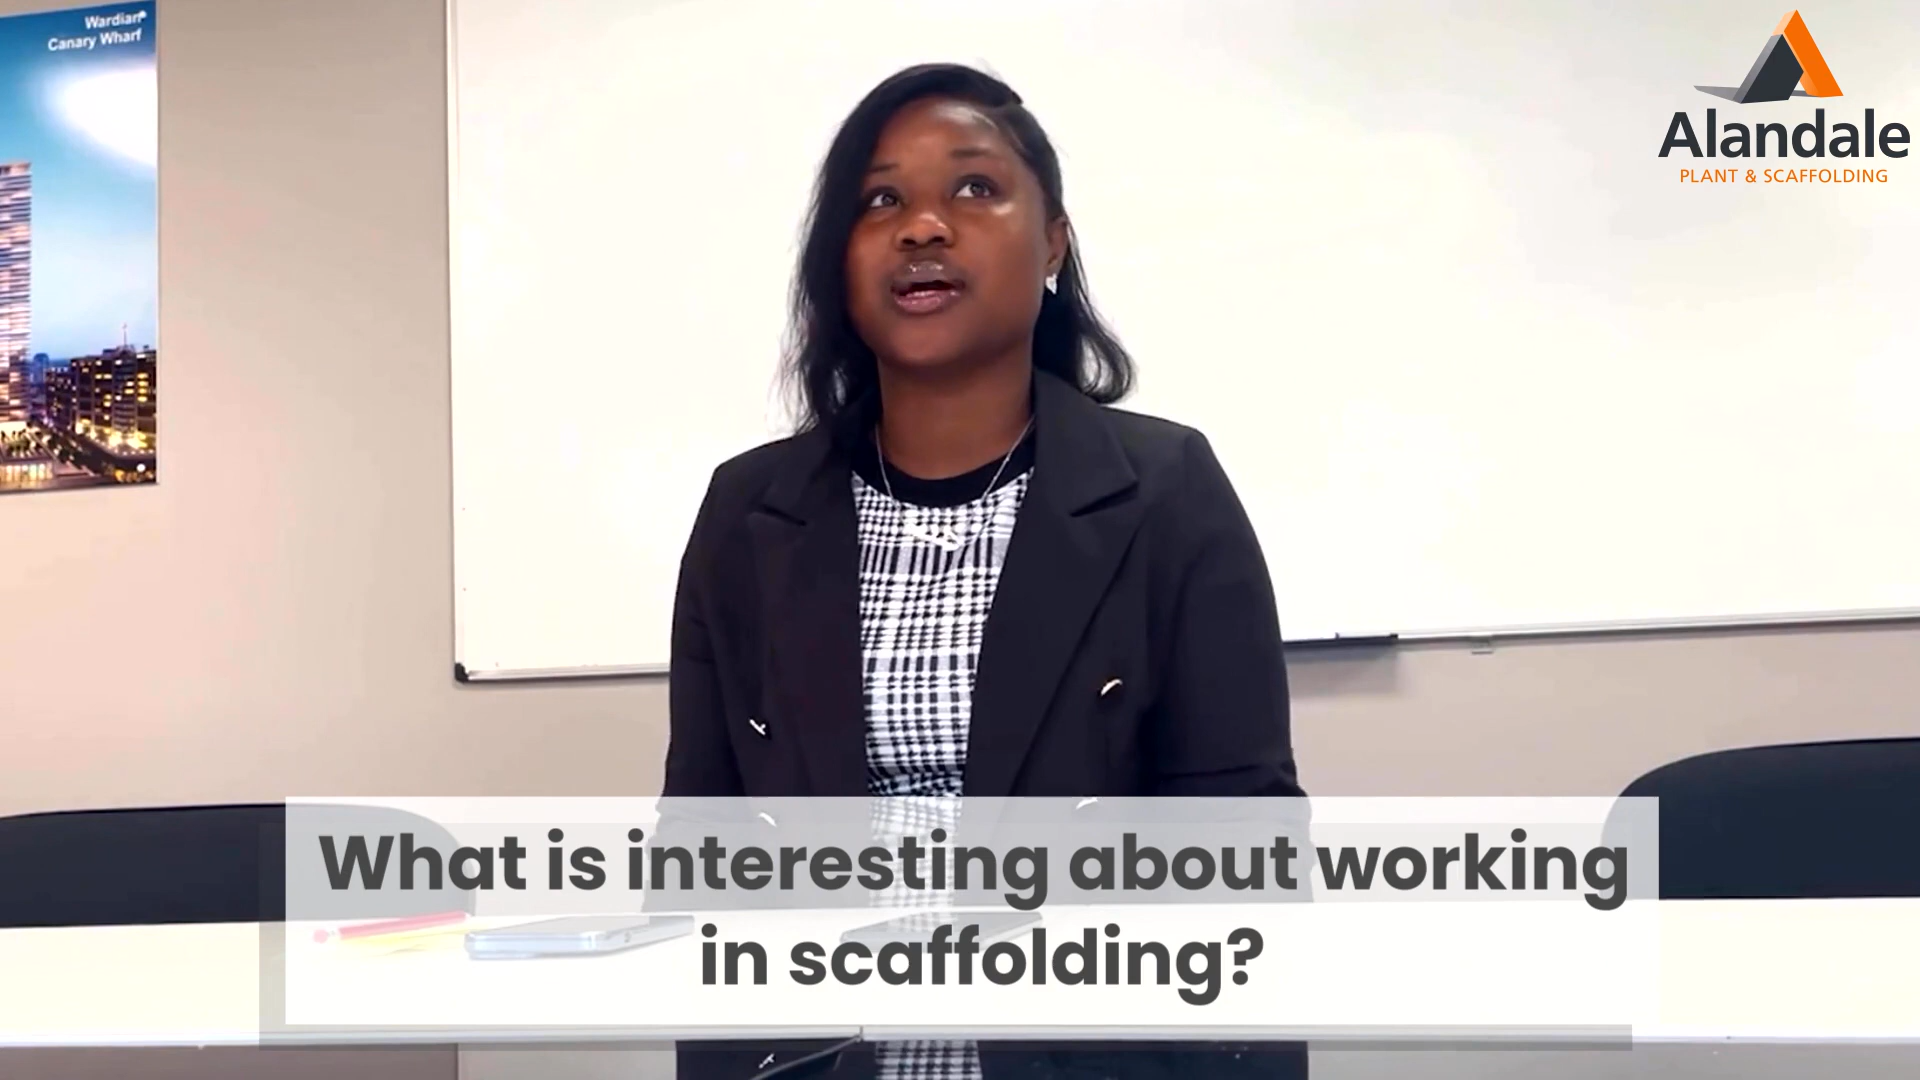 Wardian
Canary Wharf
Alandale
PLANT & SCAFFOLDING
What is interesting about working
in scaffolding?